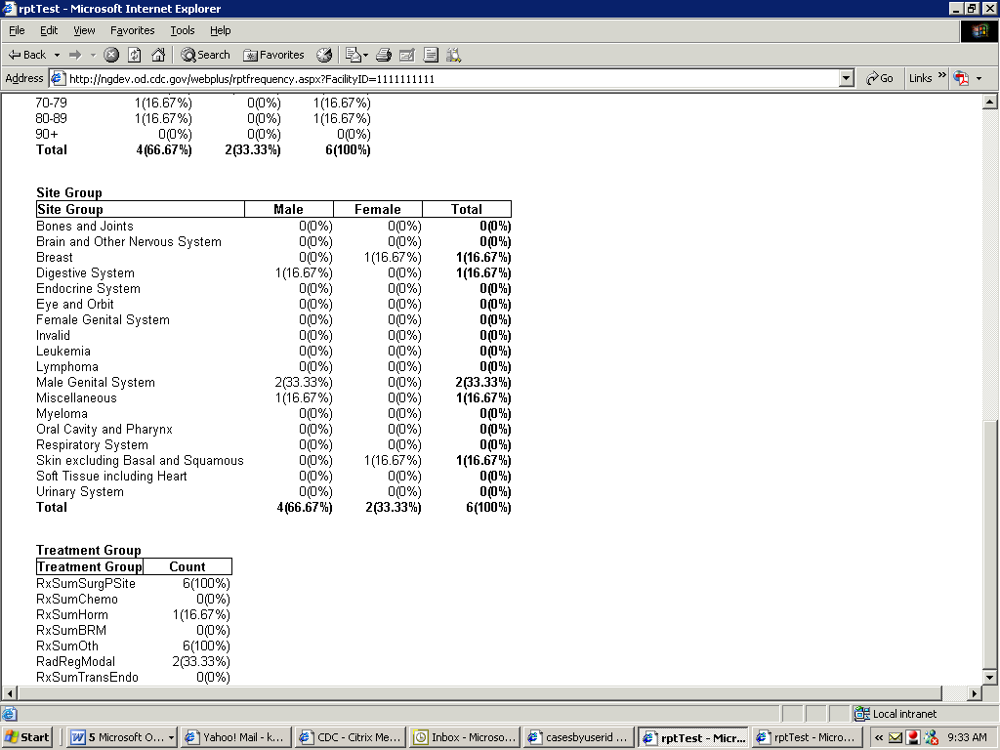 rptTest - Microsoft Internet Explorer
File Edit View Favorites Tools Help
Back Search Favorites
Address http://ngdev.od.cdc.gov/webplus/rptfrequency.aspx?FacilityID=1111111111 Go Links »
70-79 1(16.67%) 0(0%) 1(16.67%)
80-89 1(16.67%) 0(0%) 1(16.67%)
90+ 0(0%) 0(0%) 0(0%)
Total 4(66.67%) 2(33.33%) 6(100%)
Site Group
Site Group Male Female Total
Bones and Joints 0(0%) 0(0%) 0(0%)
Brain and Other Nervous System 0(0%) 0(0%) 0(0%)
Breast 0(0%) 1(16.67%) 1(16.67%)
Digestive System 1(16.67%) 0(0%) 1(16.67%)
Endocrine System 0(0%) 0(0%) 0(0%)
Eye and Orbit 0(0%) 0(0%) 0(0%)
Female Genital System 0(0%) 0(0%) 0(0%)
Invalid 0(0%) 0(0%) 0(0%)
Leukemia 0(0%) 0(0%) 0(0%)
Lymphoma 0(0%) 0(0%) 0(0%)
Male Genital System 2(33.33%) 0(0%) 2(33.33%)
Miscellaneous 1(16.67%) 0(0%) 1(16.67%)
Myeloma 0(0%) 0(0%) 0(0%)
Oral Cavity and Pharynx 0(0%) 0(0%) 0(0%)
Respiratory System 0(0%) 0(0%) 0(0%)
Skin excluding Basal and Squamous 0(0%) 1(16.67%) 1(16.67%)
Soft Tissue including Heart 0(0%) 0(0%) 0(0%)
Urinary System 0(0%) 0(0%) 0(0%)
Total 4(66.67%) 2(33.33%) 6(100%)
Treatment Group
Treatment Group Count
RxSumSurgPSite 6(100%)
RxSumChemo 0(0%)
RxSumHorm 1(16.67%)
RxSumBRM 0(0%)
RxSumOth 6(100%)
RadRegModal 2(33.33%)
RxSumTransEndo 0(0%)
Local intranet
Start 5 Microsoft O... Yahoo! Mail - k... CDC - Citrix Me... Inbox - Microso... casesbyuserid ... rptTest - Micr... rptTest - Micro... « 9:33 AM